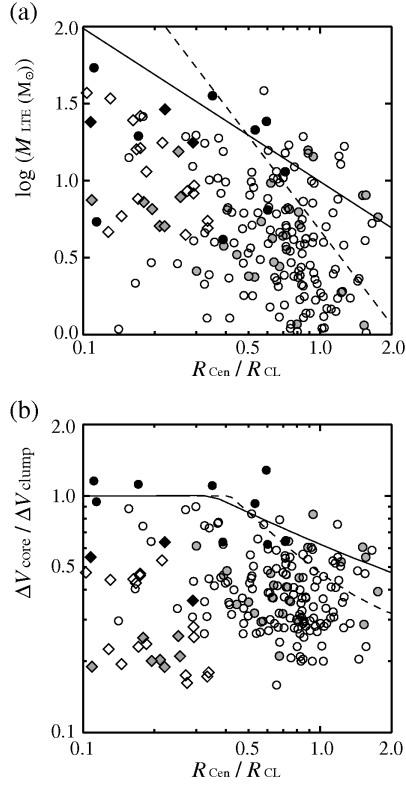 (a)
2.0
1.5
1.0
0.5
0.0
log (M LTE (M⊙))
0.1 0.5 1.0 2.0
R Cen / R CL
(b)
2.0
1.0
0.5
0.1
ΔV core / ΔV clump
0.1 0.5 1.0 2.0
R Cen / R CL